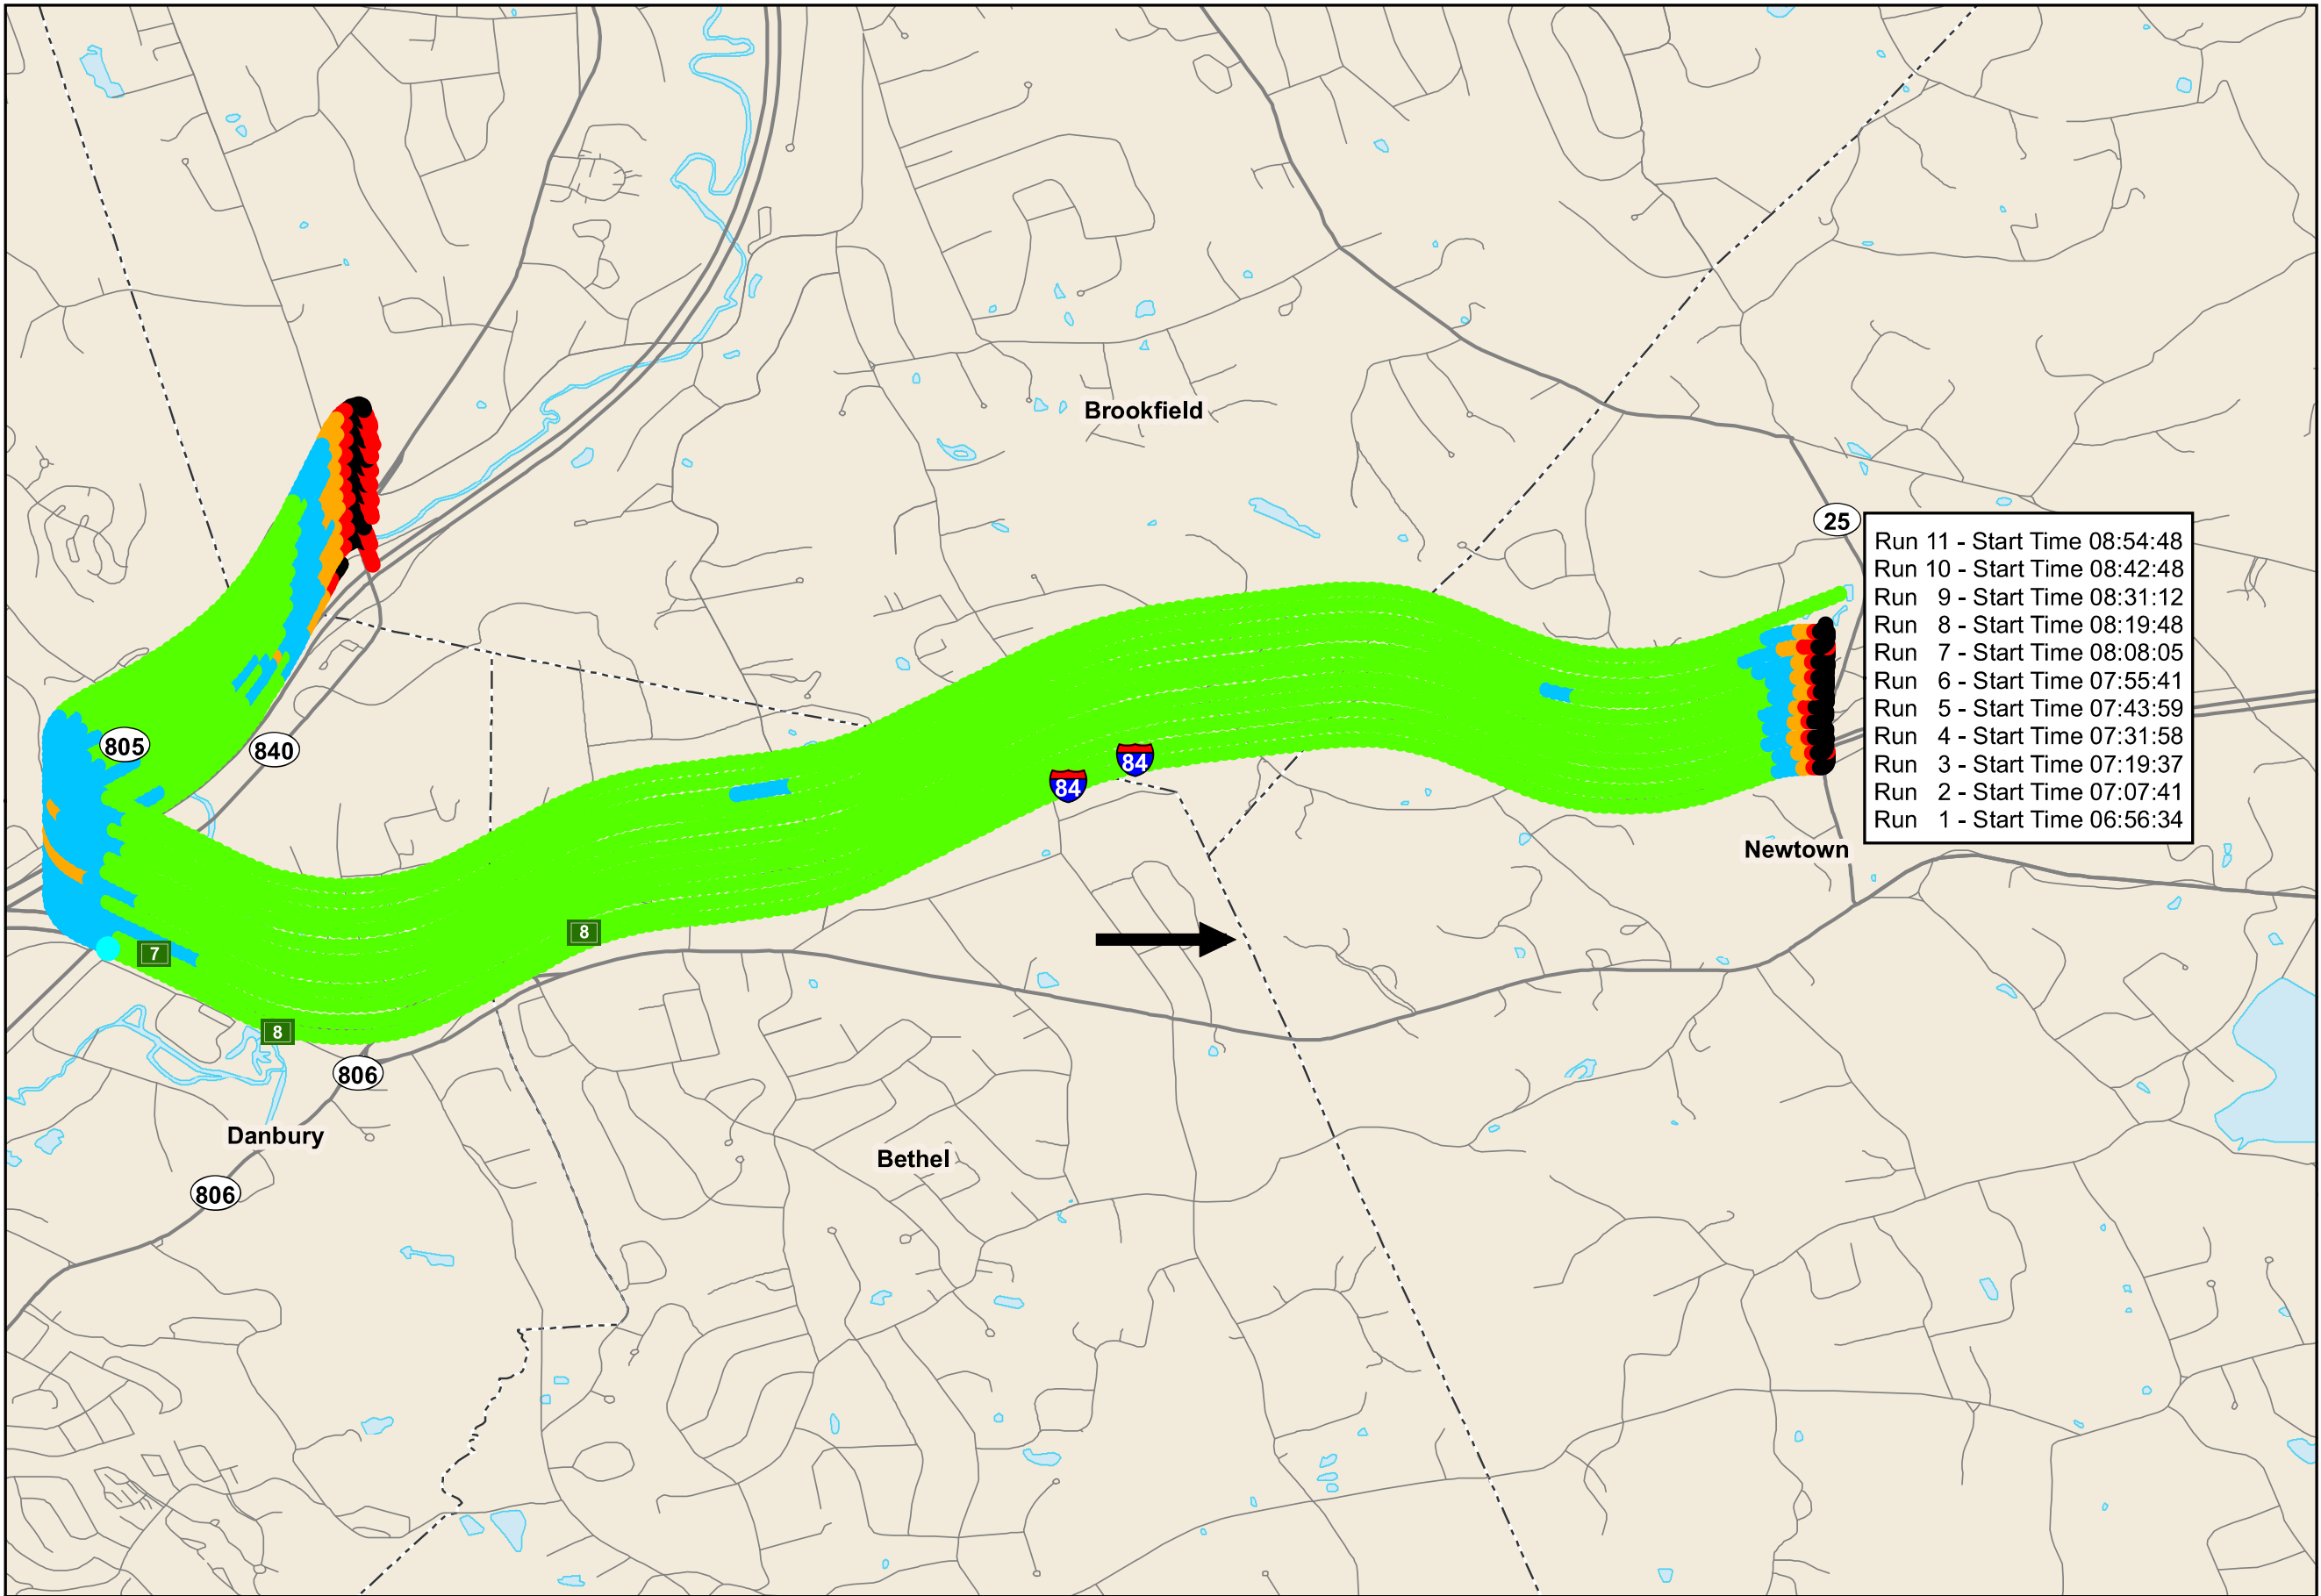 Brookfield
25
Run 11 - Start Time 08:54:48
Run 10 - Start Time 08:42:48
Run 9 - Start Time 08:31:12
Run 8 - Start Time 08:19:48
Run 7 - Start Time 08:08:05
Run 6 - Start Time 07:55:41
Run 5 - Start Time 07:43:59
Run 4 - Start Time 07:31:58
Run 3 - Start Time 07:19:37
Run 2 - Start Time 07:07:41
Run 1 - Start Time 06:56:34
805
840
84
84
Newtown
8
7
8
806
Danbury
Bethel
806